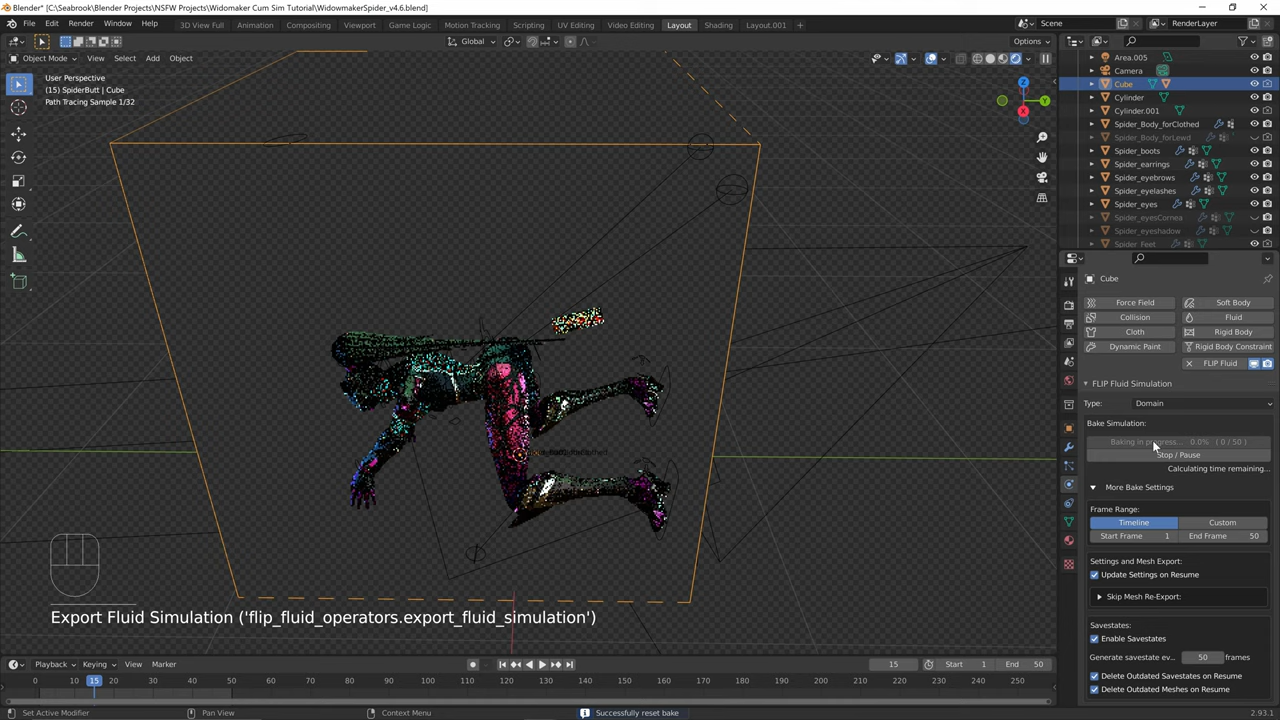 Blender* [C:\Seabrook\Blender Projects\NSFW Projects\Widomaker Cum Sim Tutorial\WidowmakerSpider_v4.6.blend]
File Edit Render Window Help 3D View Full Animation Compositing Game Logic Motion Tracking Scripting UV Editing Video Editing Layout Shading Layout.001 Scene RenderLayer
Global Options
Object Mode View Select Add Object
User Perspective
(15) SpiderButt | Cube
Path Tracing Sample 1/32
Z
Y
X
Area.005
Camera
Cube
Cylinder
Cylinder.001
Spider_Body_forClothed
Spider_Body_forLewd
Spider_boots
Spider_earrings
Spider_eyebrows
Spider_eyelashes
Spider_eyes
Spider_eyesCornea
Spider_eyeshadow
Spider_Feet
Cube
Force Field Soft Body
Collision Fluid
Cloth Rigid Body
Dynamic Paint Rigid Body Constraint
FLIP Fluid
FLIP Fluid Simulation
Type: Domain
Bake Simulation:
Baking in progress... 0.0% ( 0 / 50 )
Stop / Pause
Calculating time remaining...
More Bake Settings
Frame Range:
Timeline Custom
Start Frame 1 End Frame 50
Settings and Mesh Export:
Update Settings on Resume
Skip Mesh Re-Export:
Savestates:
Enable Savestates
Generate savestate ev... 50 frames
Delete Outdated Savestates on Resume
Delete Outdated Meshes on Resume
Export Fluid Simulation ('flip_fluid_operators.export_fluid_simulation')
Playback Keying View Marker 15 Start 1 End 50
0 10 15 20 30 40 50 60 70 80 90 100 110 120 130 140 150 160 170 180 190 200 210 220 230 240 250
Set Active Modifier Pan View Context Menu Successfully reset bake 2.93.1